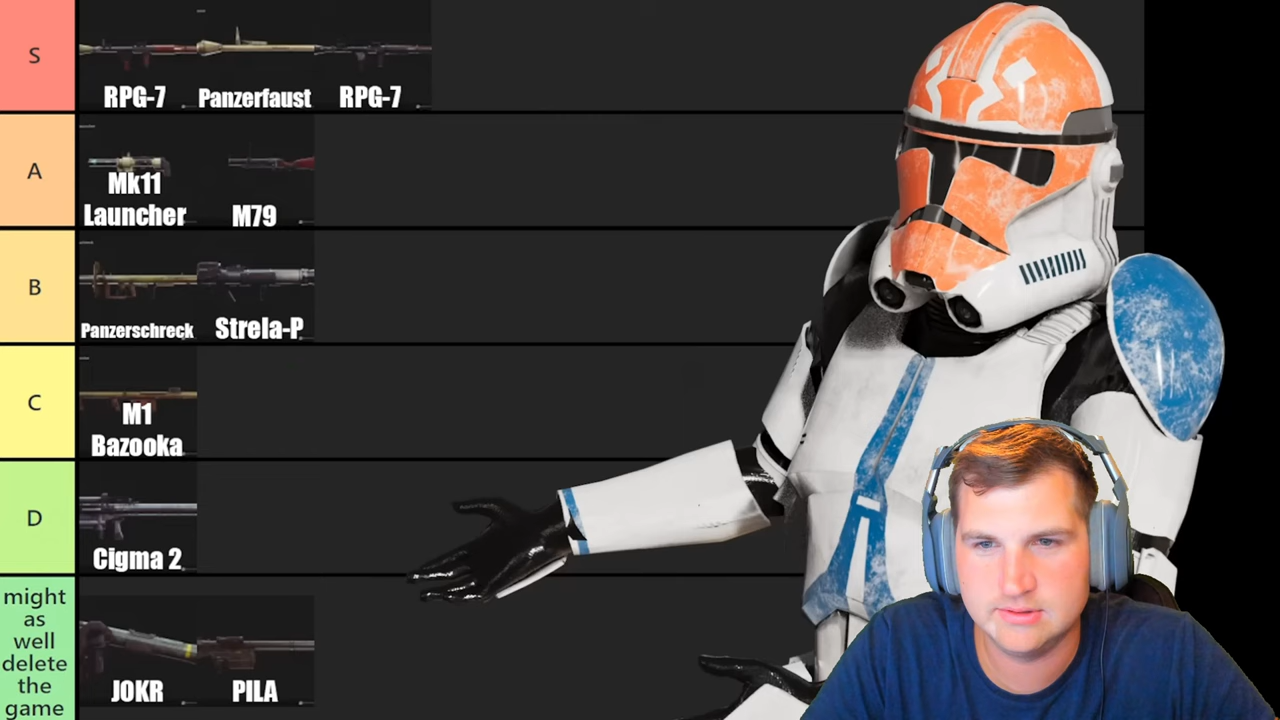 S
RPG-7
Panzerfaust
RPG-7
A
Mk11
Launcher
M79
B
Panzerschreck
Strela-P
C
M1
Bazooka
D
Cigma 2
might
as
well
delete
the
game
JOKR
PILA